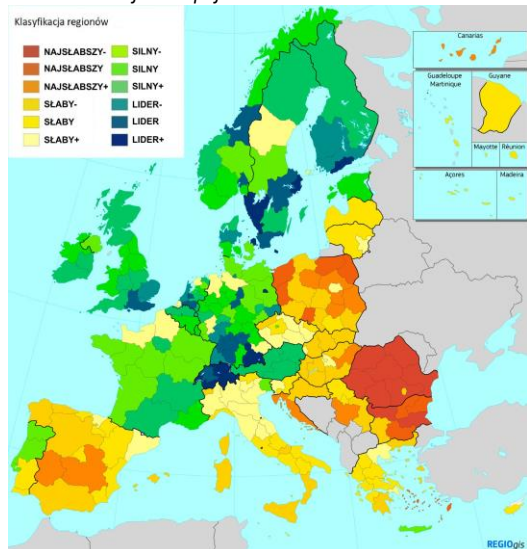 Klasyfikacja regionów
NAJSŁABSZY-
NAJSŁABSZY
NAJSŁABSZY+
SŁABY-
SŁABY
SŁABY+
SILNY-
SILNY
SILNY+
LIDER-
LIDER
LIDER+
Canarias
Guadeloupe
Martinique
Guyane
Mayotte
Réunion
Açores
Madeira
REGIOgis